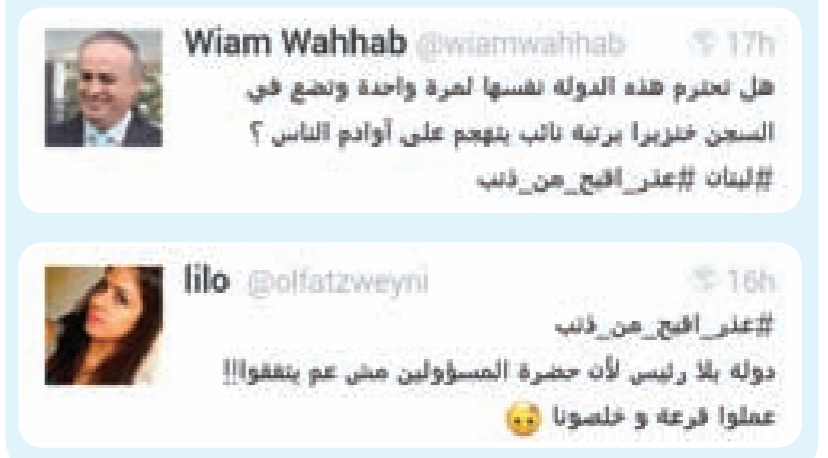 Wiam Wahhab @wiamwahhab 17h
هل تحترم هذه الدولة نفسها لمرة واحدة وتضع في
السجن خنزيرا برتبة نائب يتهجم على أوادم الناس ؟
#لبنان #عذر_اقبح_من_ذنب
lilo @olfatzweyni 16h
#عذر_اقبح_من_ذنب
دولة بلا رئيس لأن حضرة المسؤولين مش عم يتفقوا!!
عملوا قرعة و خلصونا